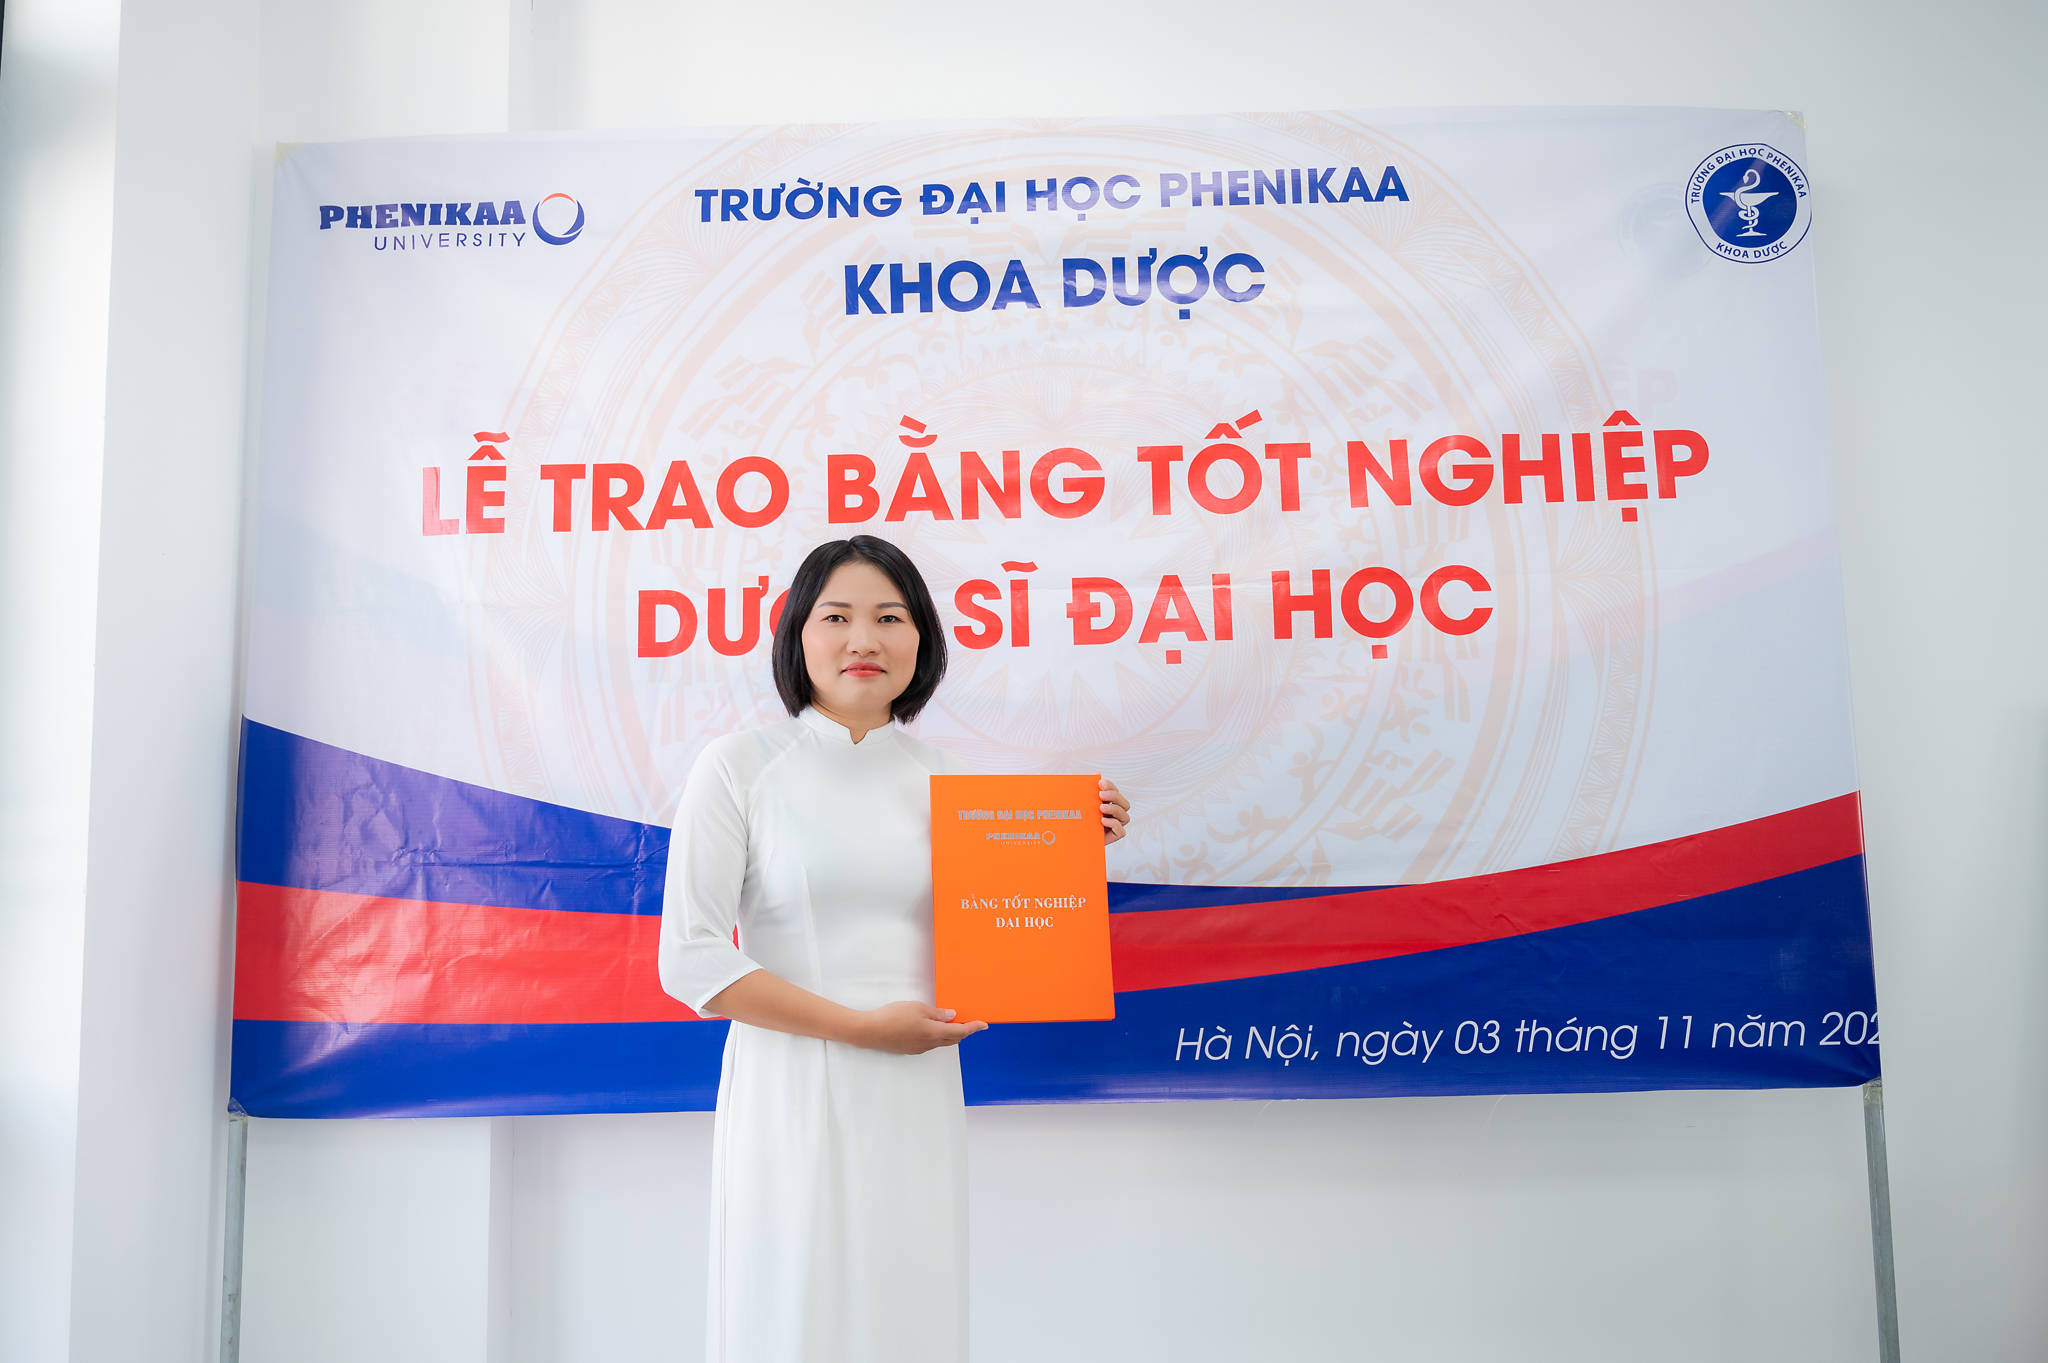 PHENIKAA
UNIVERSITY
TRƯỜNG ĐẠI HỌC PHENIKAA
KHOA DƯỢC
TRƯỜNG ĐẠI HỌC PHENIKAA
KHOA DƯỢC
LỄ TRAO BẰNG TỐT NGHIỆP
SĨ ĐẠI HỌC
TRƯỜNG ĐẠI HỌC PHENIKAA
PHENIKAA
UNIVERSITY
BẰNG TỐT NGHIỆP
ĐẠI HỌC
Hà Nội, ngày 03 tháng 11 năm 202